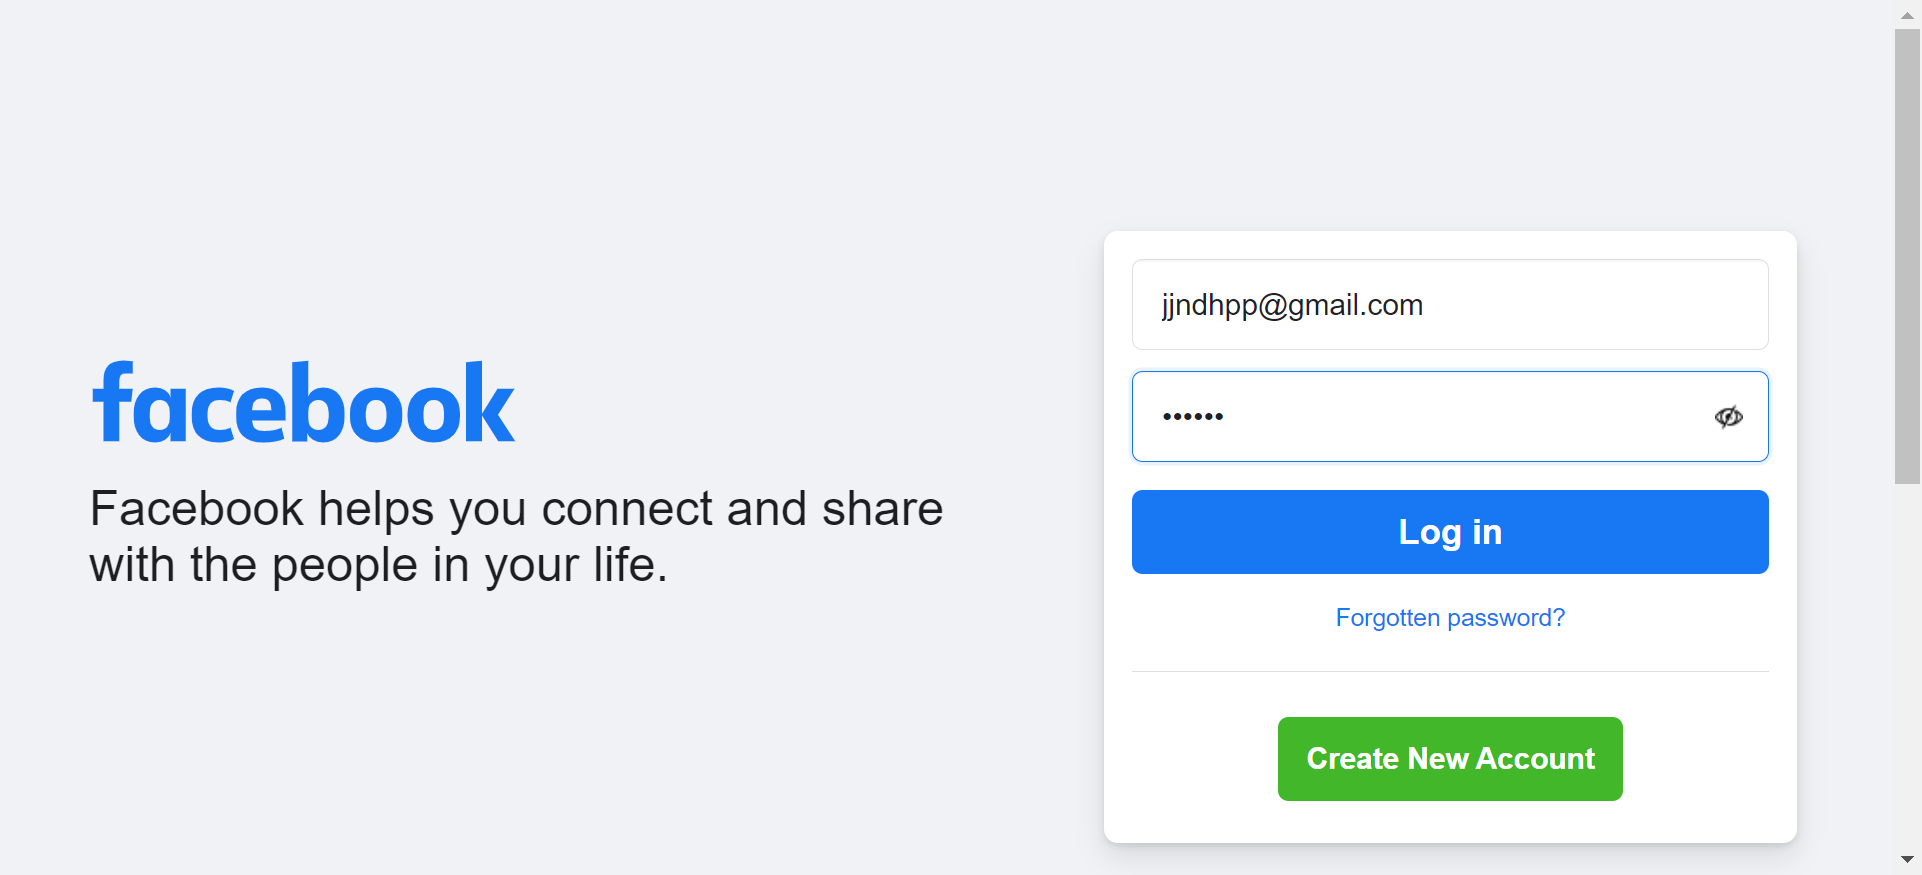 facebook
Facebook helps you connect and share
with the people in your life.
jjndhpp@gmail.com
••••••
Log in
Forgotten password?
Create New Account